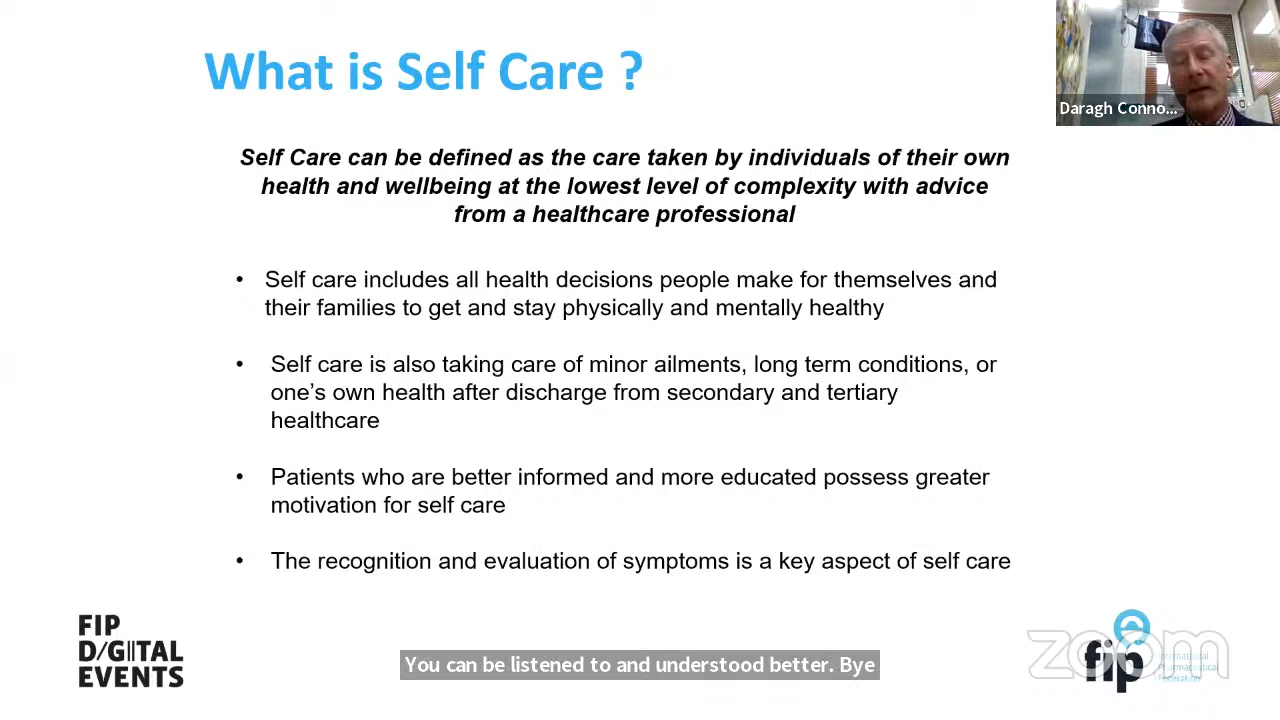 What is Self Care ?
Daragh Conno...
Self Care can be defined as the care taken by individuals of their own
health and wellbeing at the lowest level of complexity with advice
from a healthcare professional
• Self care includes all health decisions people make for themselves and
their families to get and stay physically and mentally healthy
• Self care is also taking care of minor ailments, long term conditions, or
one’s own health after discharge from secondary and tertiary
healthcare
• Patients who are better informed and more educated possess greater
motivation for self care
• The recognition and evaluation of symptoms is a key aspect of self care
FIP
D/GITAL
EVENTS
You can be listened to and understood better. Bye
zoom
fip
International
Pharmaceutical
Federation